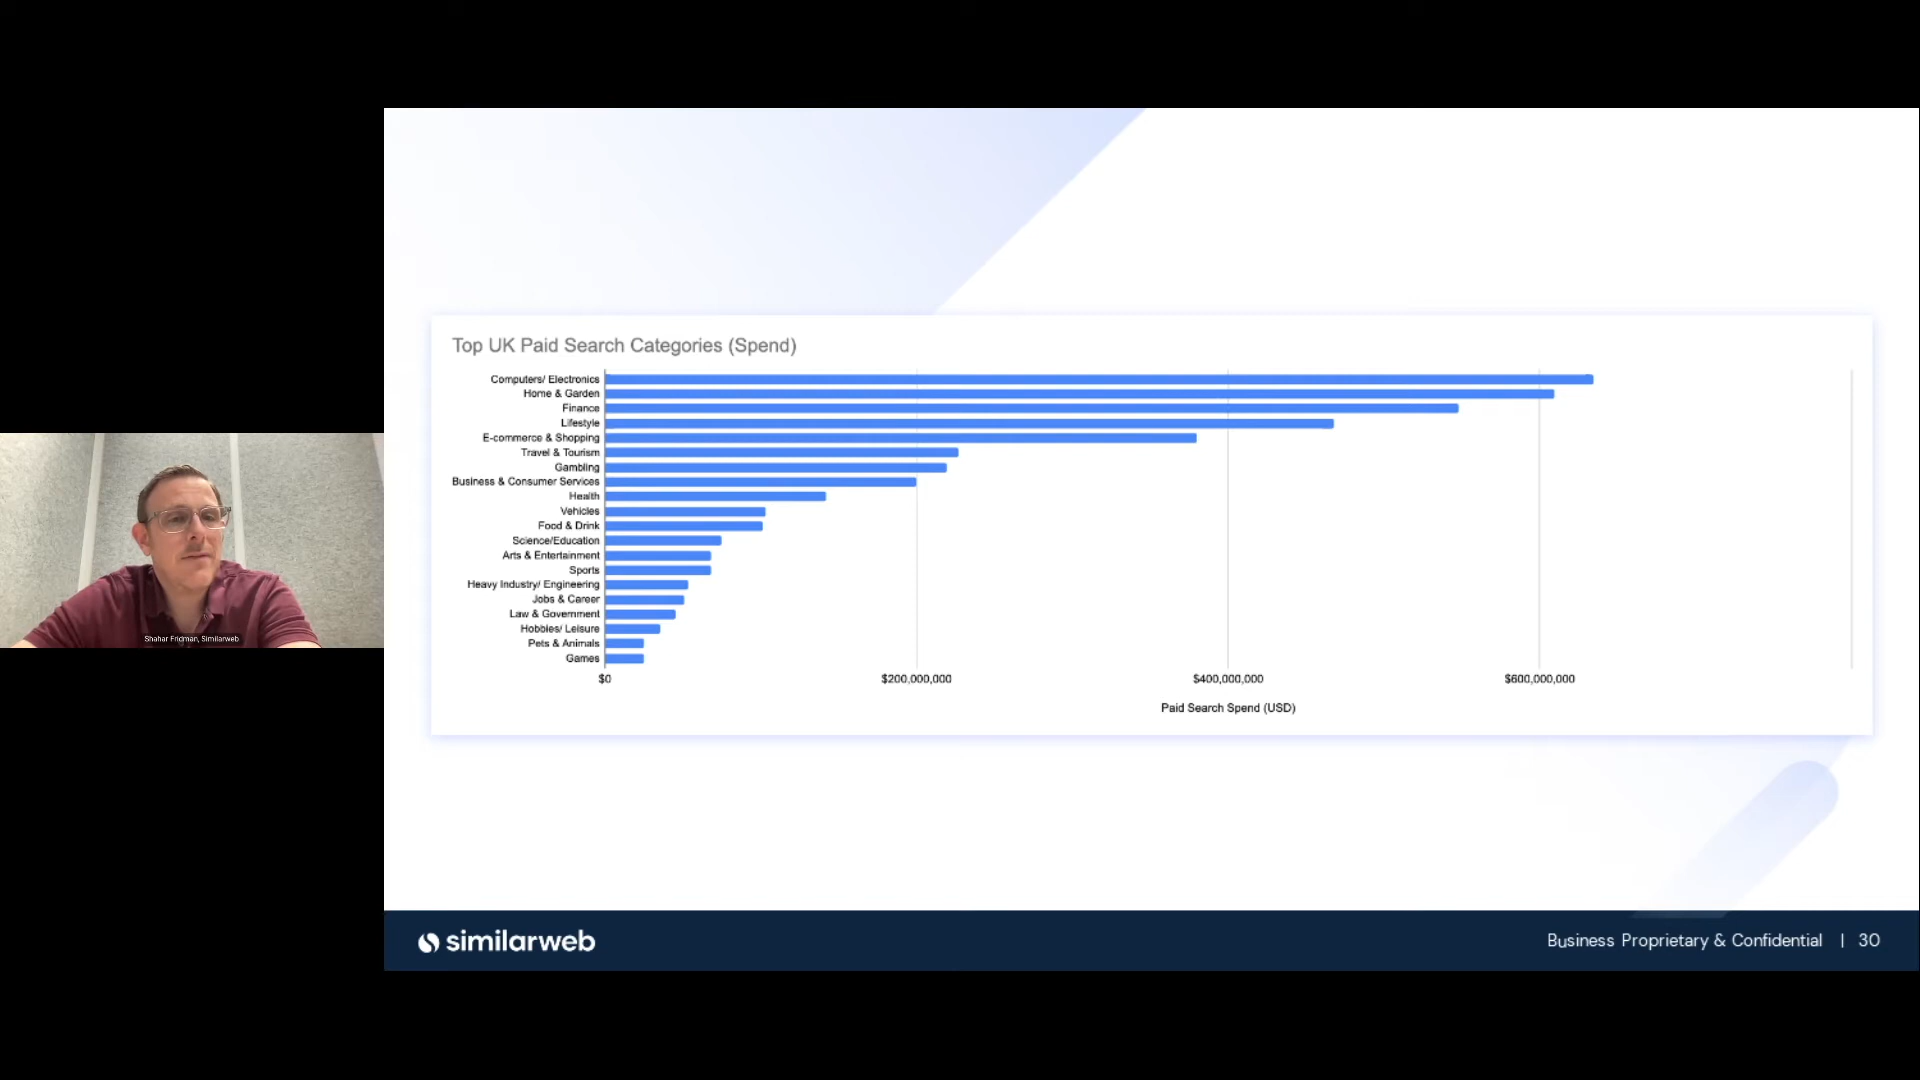 Top UK Paid Search Categories (Spend)
Computers/ Electronics
Home & Garden
Finance
Lifestyle
E-commerce & Shopping
Travel & Tourism
Gambling
Business & Consumer Services
Health
Vehicles
Food & Drink
Science/Education
Arts & Entertainment
Sports
Heavy Industry/ Engineering
Jobs & Career
Law & Government
Hobbies/ Leisure
Pets & Animals
Games
$0 $200,000,000 $400,000,000 $600,000,000
Paid Search Spend (USD)
Shahar Fridman, Similarweb
similarweb
Business Proprietary & Confidential | 30